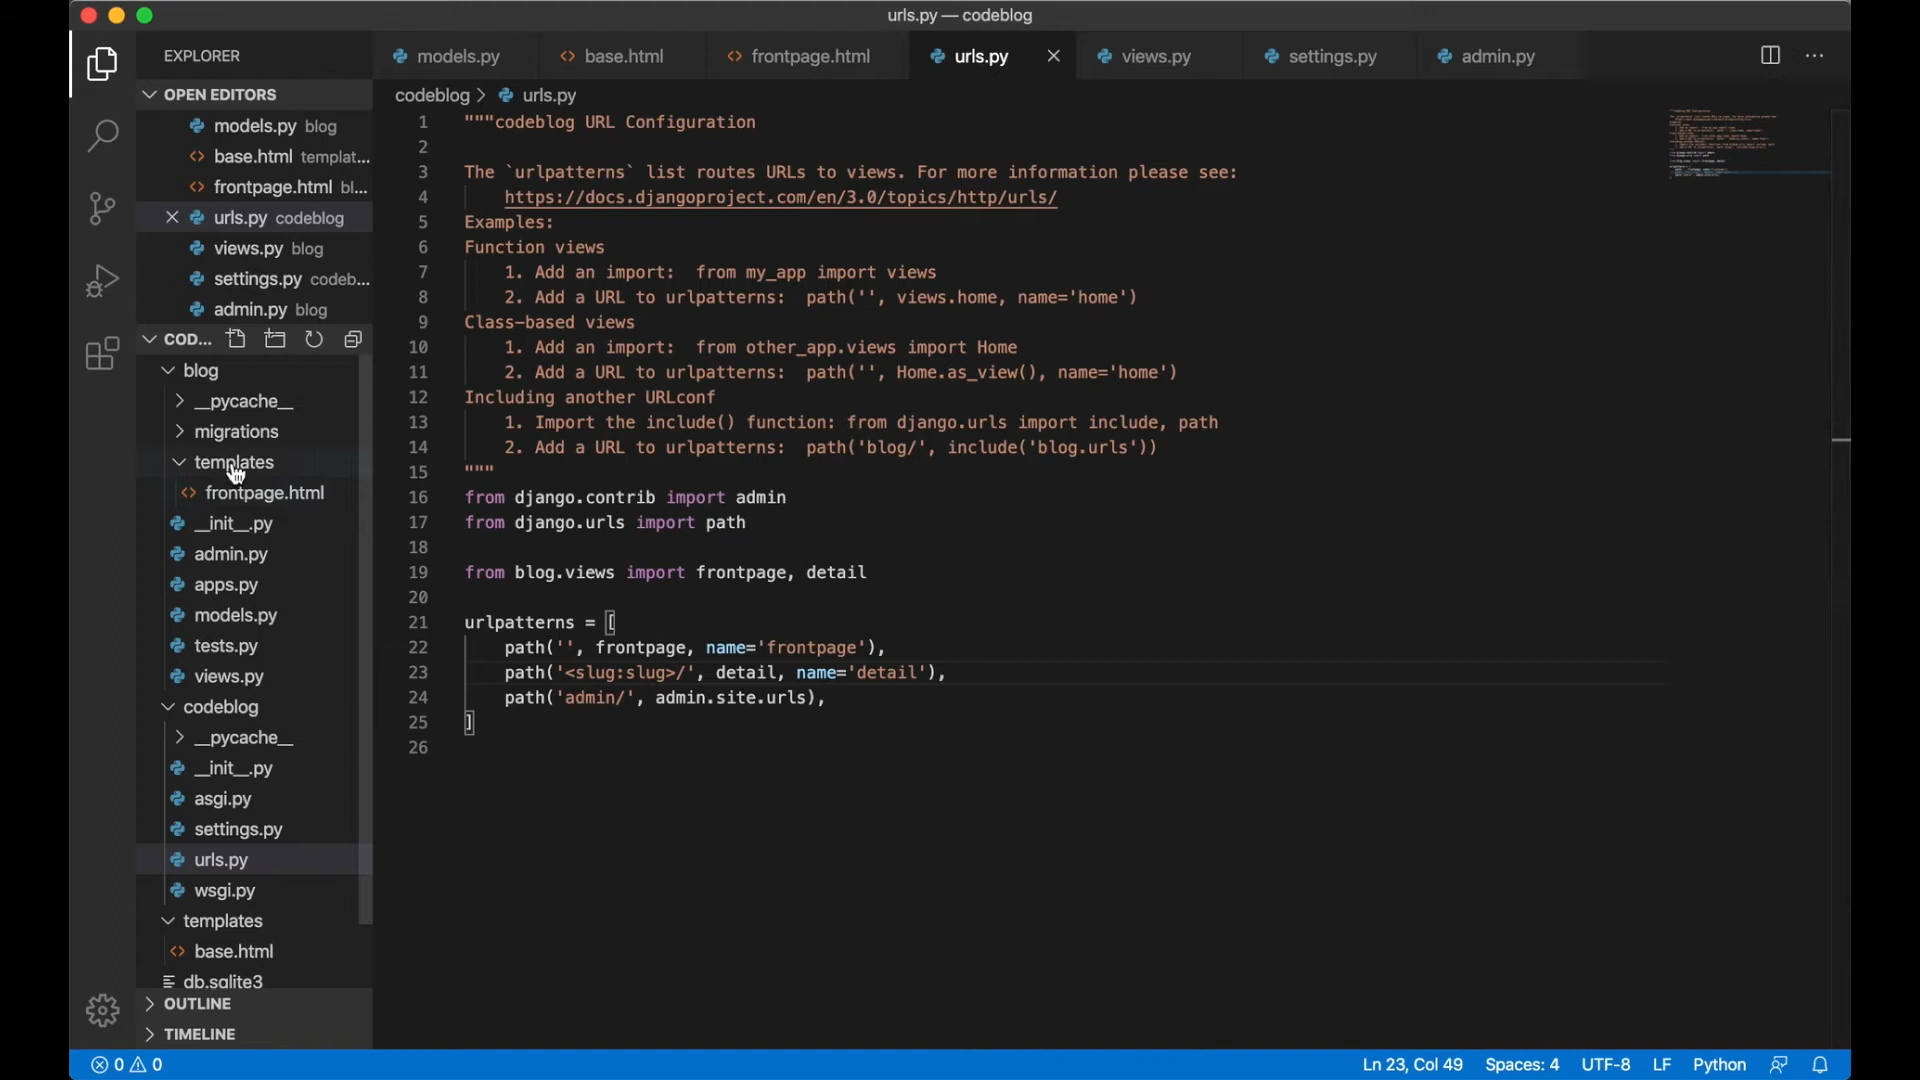 urls.py — codeblog
EXPLORER
models.py
base.html
frontpage.html
urls.py
views.py
settings.py
admin.py
OPEN EDITORS
models.py blog
base.html templat...
frontpage.html bl...
urls.py codeblog
views.py blog
settings.py codeb...
admin.py blog
COD...
blog
__pycache__
migrations
templates
frontpage.html
__init__.py
admin.py
apps.py
models.py
tests.py
views.py
codeblog
__pycache__
__init__.py
asgi.py
settings.py
urls.py
wsgi.py
templates
base.html
db.sqlite3
OUTLINE
TIMELINE
codeblog > urls.py
1 """codeblog URL Configuration
2
3 The `urlpatterns` list routes URLs to views. For more information please see:
4 https://docs.djangoproject.com/en/3.0/topics/http/urls/
5 Examples:
6 Function views
7 1. Add an import:  from my_app import views
8 2. Add a URL to urlpatterns:  path('', views.home, name='home')
9 Class-based views
10 1. Add an import:  from other_app.views import Home
11 2. Add a URL to urlpatterns:  path('', Home.as_view(), name='home')
12 Including another URLconf
13 1. Import the include() function: from django.urls import include, path
14 2. Add a URL to urlpatterns:  path('blog/', include('blog.urls'))
15 """
16 from django.contrib import admin
17 from django.urls import path
18
19 from blog.views import frontpage, detail
20
21 urlpatterns = [
22 path('', frontpage, name='frontpage'),
23 path('<slug:slug>/', detail, name='detail'),
24 path('admin/', admin.site.urls),
25 ]
26
0 0
Ln 23, Col 49
Spaces: 4
UTF-8
LF
Python